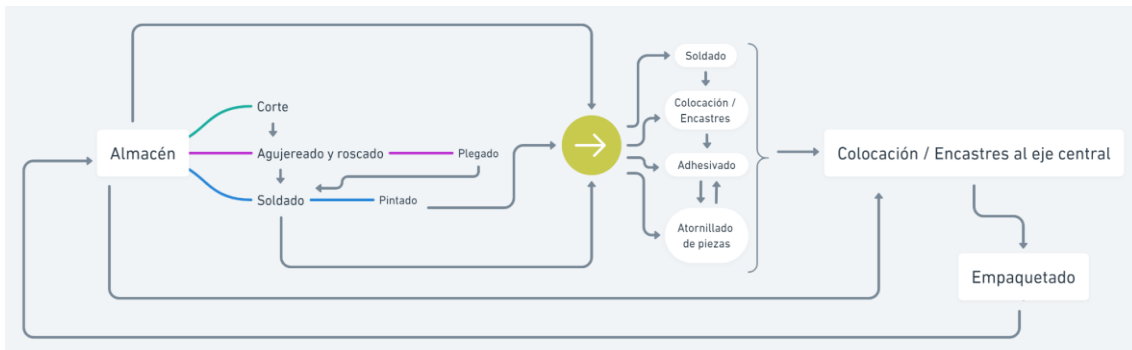 Almacén
Corte
Agujereado y roscado
Plegado
Soldado
Pintado
Soldado
Colocación /
Encastres
Adhesivado
Atornillado
de piezas
Colocación / Encastres al eje central
Empaquetado